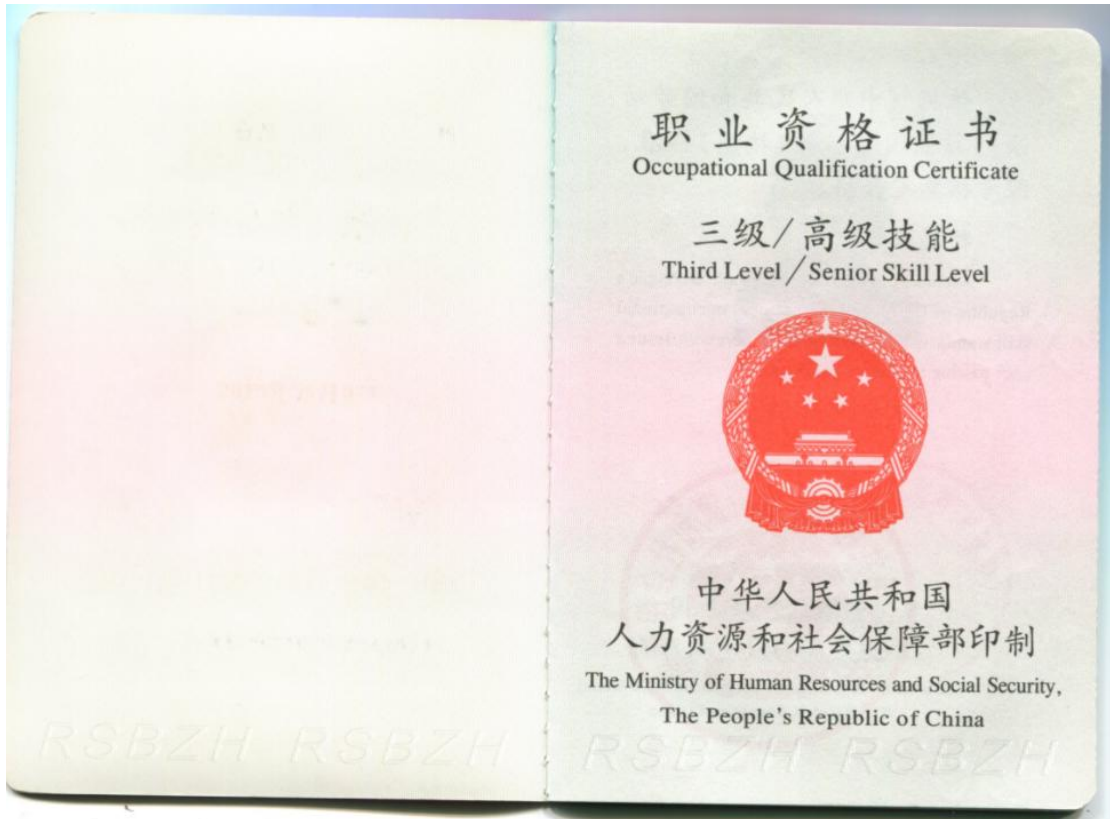 职业资格证书
Occupational Qualification Certificate
三级/高级技能
Third Level/Senior Skill Level
中华人民共和国
人力资源和社会保障部印制
The Ministry of Human Resources and Social Security,
The People's Republic of China
RSBZH RSBZH RSBZH RSBZH